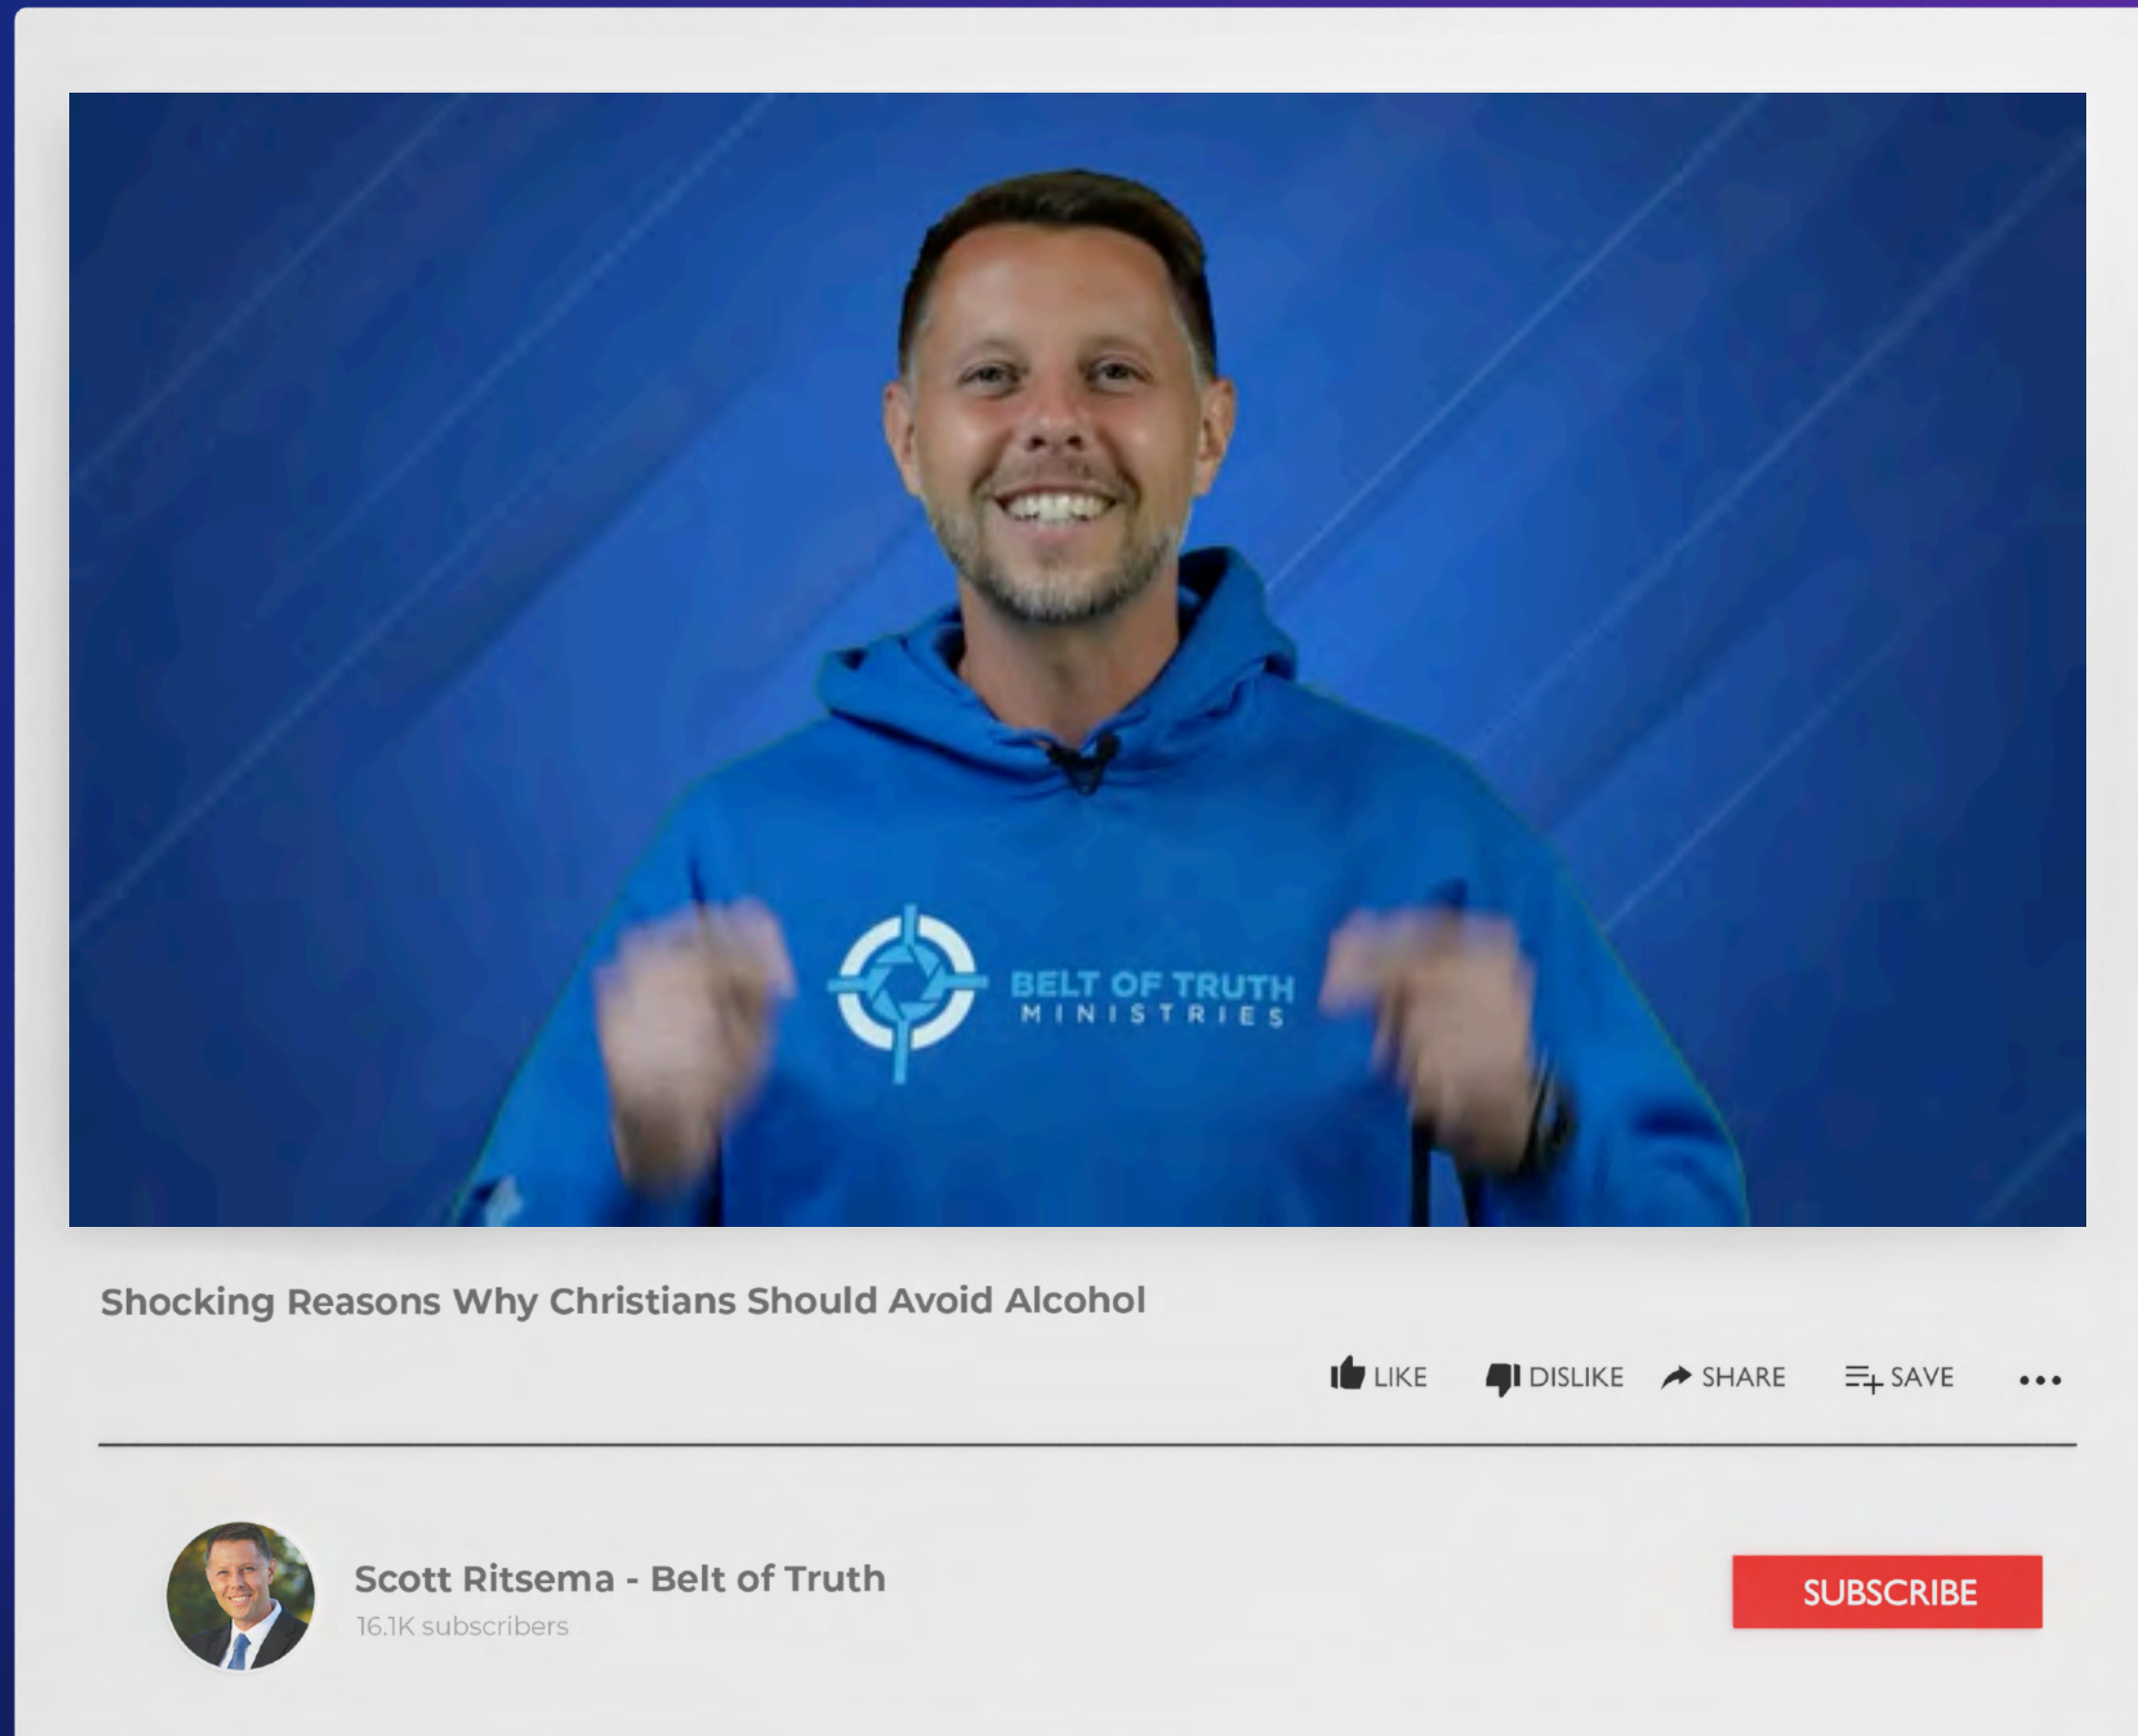 BELT OF TRUTH
MINISTRIES
Shocking Reasons Why Christians Should Avoid Alcohol
LIKE
DISLIKE
SHARE
SAVE
Scott Ritsema - Belt of Truth
16.1K subscribers
SUBSCRIBE